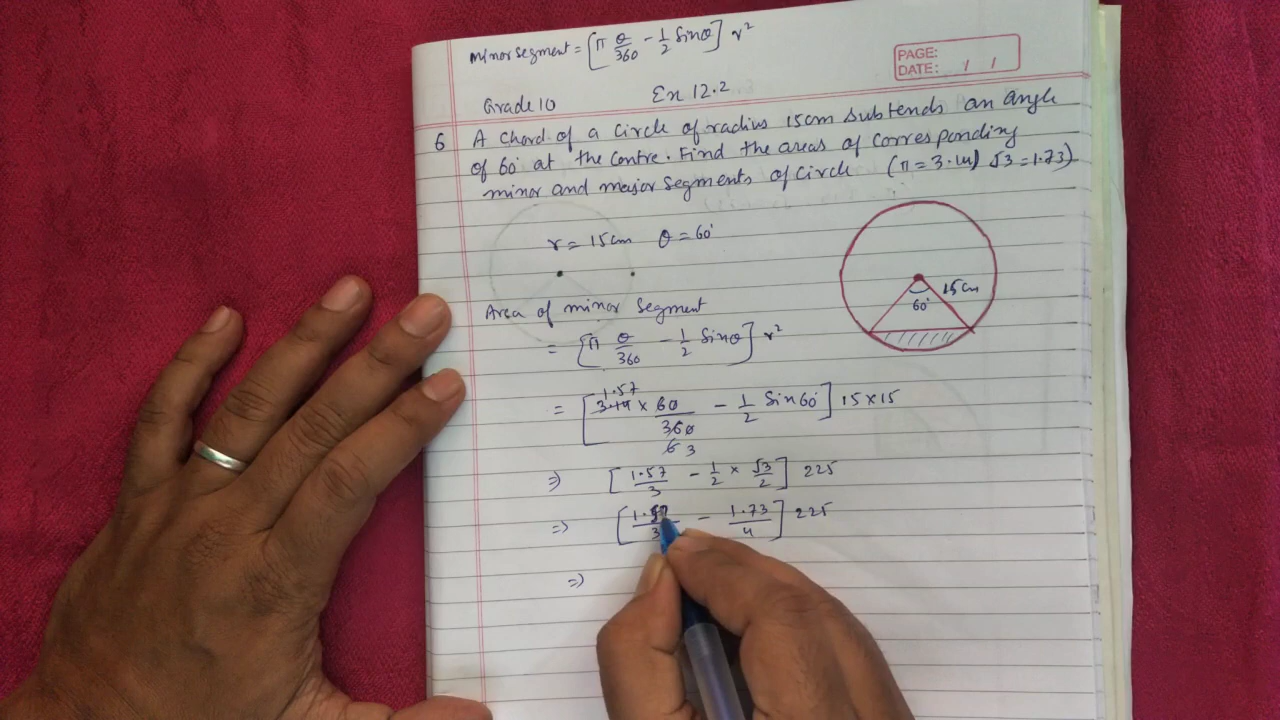 Minor segment = [π θ/360 - 1/2 Sinθ] r²
PAGE:
DATE: / /
Grade 10 Ex 12.2
6 A Chord of a Circle of radius 15cm subtends an angle
of 60° at the Centre. Find the areas of Corresponding
minor and major segments of Circle (π = 3.14, √3 = 1.73)
r = 15cm θ = 60°
15cm
60°
Area of minor segment
= [π θ/360 - 1/2 Sinθ] r²
1.57
= [3.14 × 60/360 - 1/2 Sin60°] 15×15
6 3
⇒ [1.57/3 - 1/2 × √3/2] 225
⇒ [1.57/3 - 1.73/4] 225
⇒